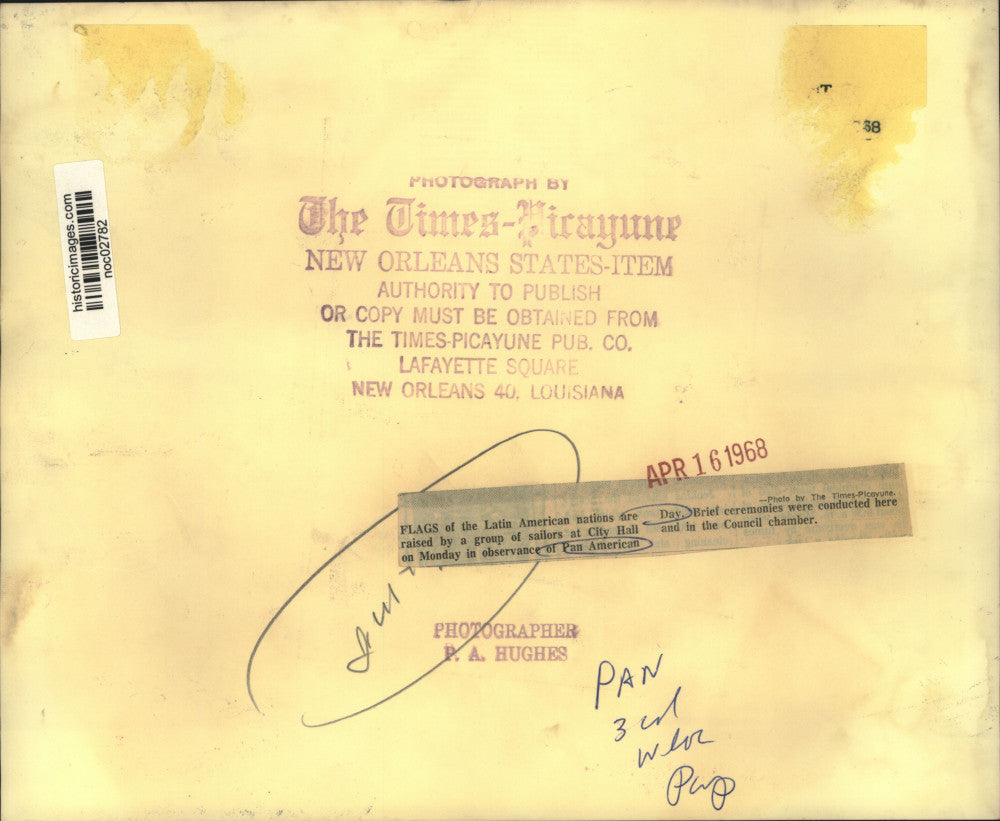 T
68
historicimages.com
noc02782
PHOTOGRAPH BY
The Times-Picayune
NEW ORLEANS STATES-ITEM
AUTHORITY TO PUBLISH
OR COPY MUST BE OBTAINED FROM
THE TIMES-PICAYUNE PUB. CO.
LAFAYETTE SQUARE
NEW ORLEANS 40, LOUISIANA
APR 16 1968
—Photo by The Times-Picayune.
FLAGS of the Latin American nations are
raised by a group of sailors at City Hall
on Monday in observance of Pan American
Day. Brief ceremonies were conducted here
and in the Council chamber.
PHOTOGRAPHER
P. A. HUGHES
PAN
3 col